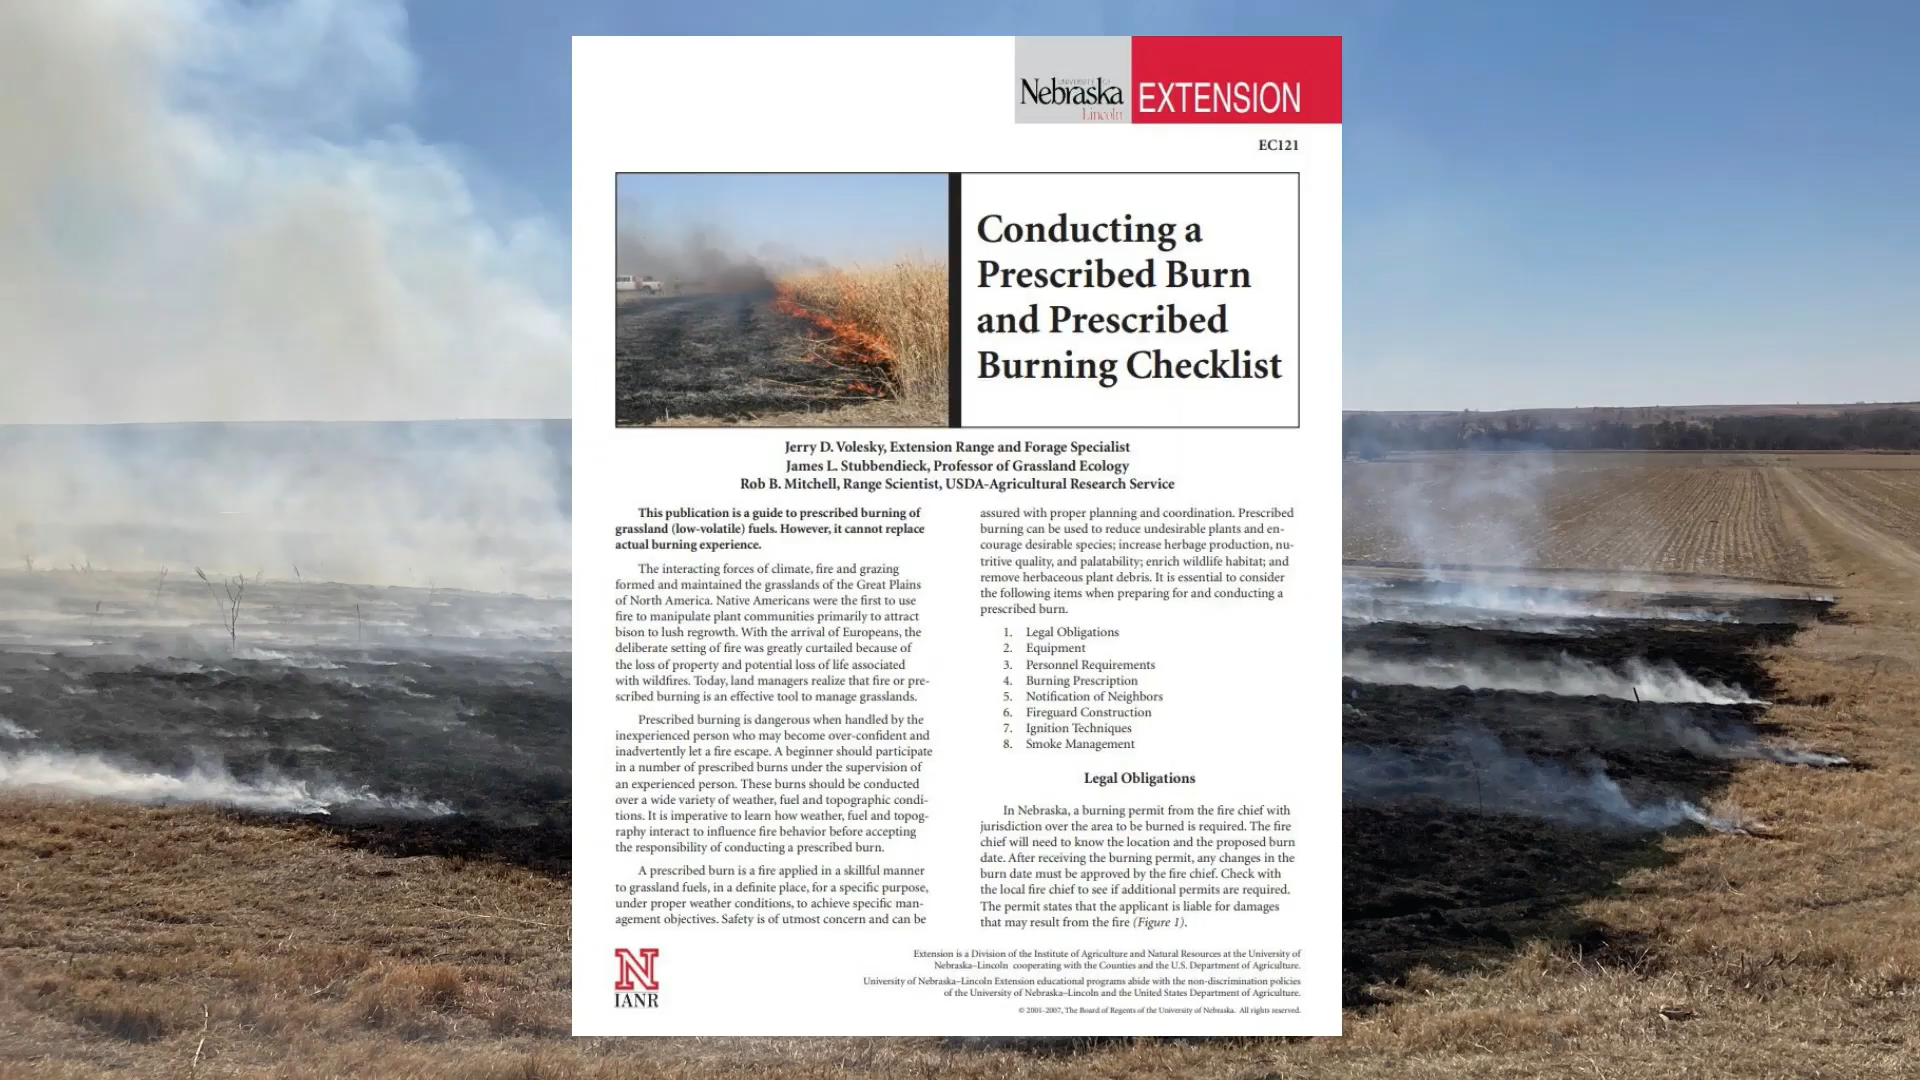 UNIVERSITY OF
Nebraska
Lincoln
EXTENSION
EC121
Conducting a
Prescribed Burn
and Prescribed
Burning Checklist
Jerry D. Volesky, Extension Range and Forage Specialist
James L. Stubbendieck, Professor of Grassland Ecology
Rob B. Mitchell, Range Scientist, USDA-Agricultural Research Service
This publication is a guide to prescribed burning of
grassland (low-volatile) fuels. However, it cannot replace
actual burning experience.
The interacting forces of climate, fire and grazing
formed and maintained the grasslands of the Great Plains
of North America. Native Americans were the first to use
fire to manipulate plant communities primarily to attract
bison to lush regrowth. With the arrival of Europeans, the
deliberate setting of fire was greatly curtailed because of
the loss of property and potential loss of life associated
with wildfires. Today, land managers realize that fire or pre-
scribed burning is an effective tool to manage grasslands.
Prescribed burning is dangerous when handled by the
inexperienced person who may become over-confident and
inadvertently let a fire escape. A beginner should participate
in a number of prescribed burns under the supervision of
an experienced person. These burns should be conducted
over a wide variety of weather, fuel and topographic condi-
tions. It is imperative to learn how weather, fuel and topog-
raphy interact to influence fire behavior before accepting
the responsibility of conducting a prescribed burn.
A prescribed burn is a fire applied in a skillful manner
to grassland fuels, in a definite place, for a specific purpose,
under proper weather conditions, to achieve specific man-
agement objectives. Safety is of utmost concern and can be
assured with proper planning and coordination. Prescribed
burning can be used to reduce undesirable plants and en-
courage desirable species; increase herbage production, nu-
tritive quality, and palatability; enrich wildlife habitat; and
remove herbaceous plant debris. It is essential to consider
the following items when preparing for and conducting a
prescribed burn.
1. Legal Obligations
2. Equipment
3. Personnel Requirements
4. Burning Prescription
5. Notification of Neighbors
6. Fireguard Construction
7. Ignition Techniques
8. Smoke Management
Legal Obligations
In Nebraska, a burning permit from the fire chief with
jurisdiction over the area to be burned is required. The fire
chief will need to know the location and the proposed burn
date. After receiving the burning permit, any changes in the
burn date must be approved by the fire chief. Check with
the local fire chief to see if additional permits are required.
The permit states that the applicant is liable for damages
that may result from the fire (Figure 1).
N
IANR
Extension is a Division of the Institute of Agriculture and Natural Resources at the University of
Nebraska–Lincoln cooperating with the Counties and the U.S. Department of Agriculture.
University of Nebraska–Lincoln Extension educational programs abide with the non-discrimination policies
of the University of Nebraska–Lincoln and the United States Department of Agriculture.
© 2001-2007, The Board of Regents of the University of Nebraska. All rights reserved.